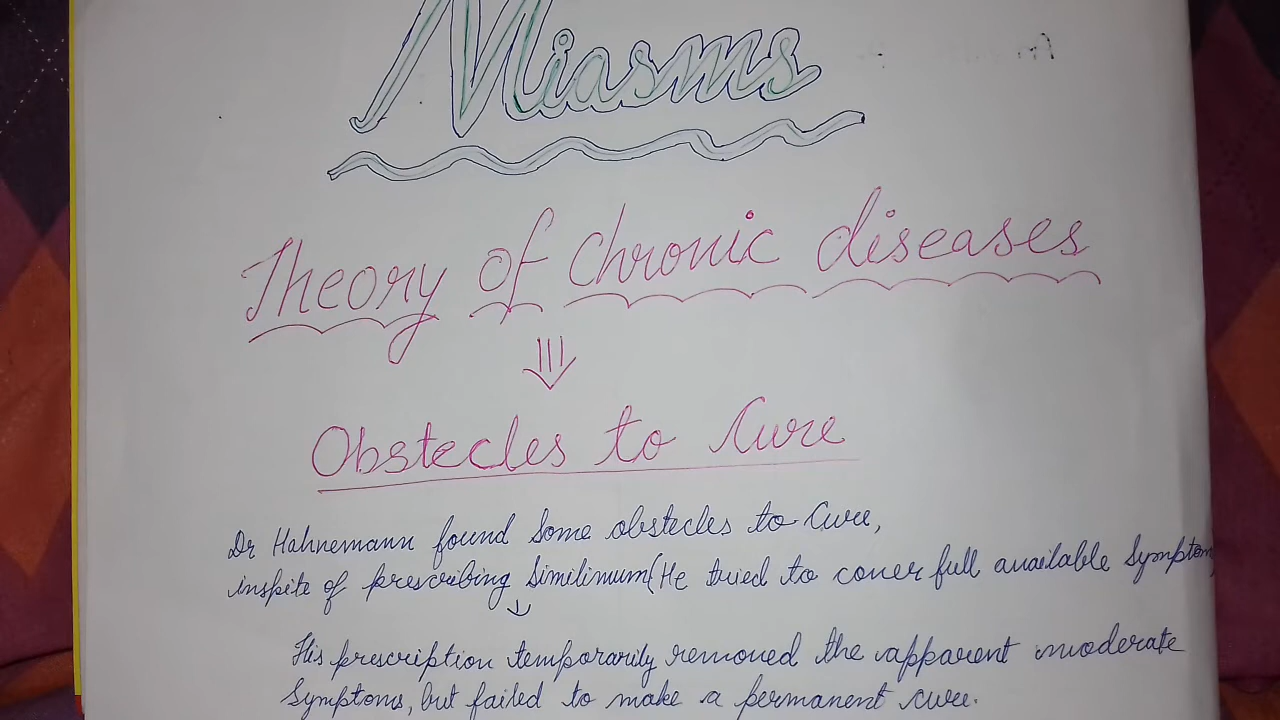 Miasms
Theory of Chronic diseases
Obstecles to Cure
Dr Hahnemann found Some obstecles to Cure,
inspite of prescribing Similimum(He tried to cover full available Symptom)
His prescription temporarily removed the apparent moderate
Symptoms, but failed to make a permanent cure.